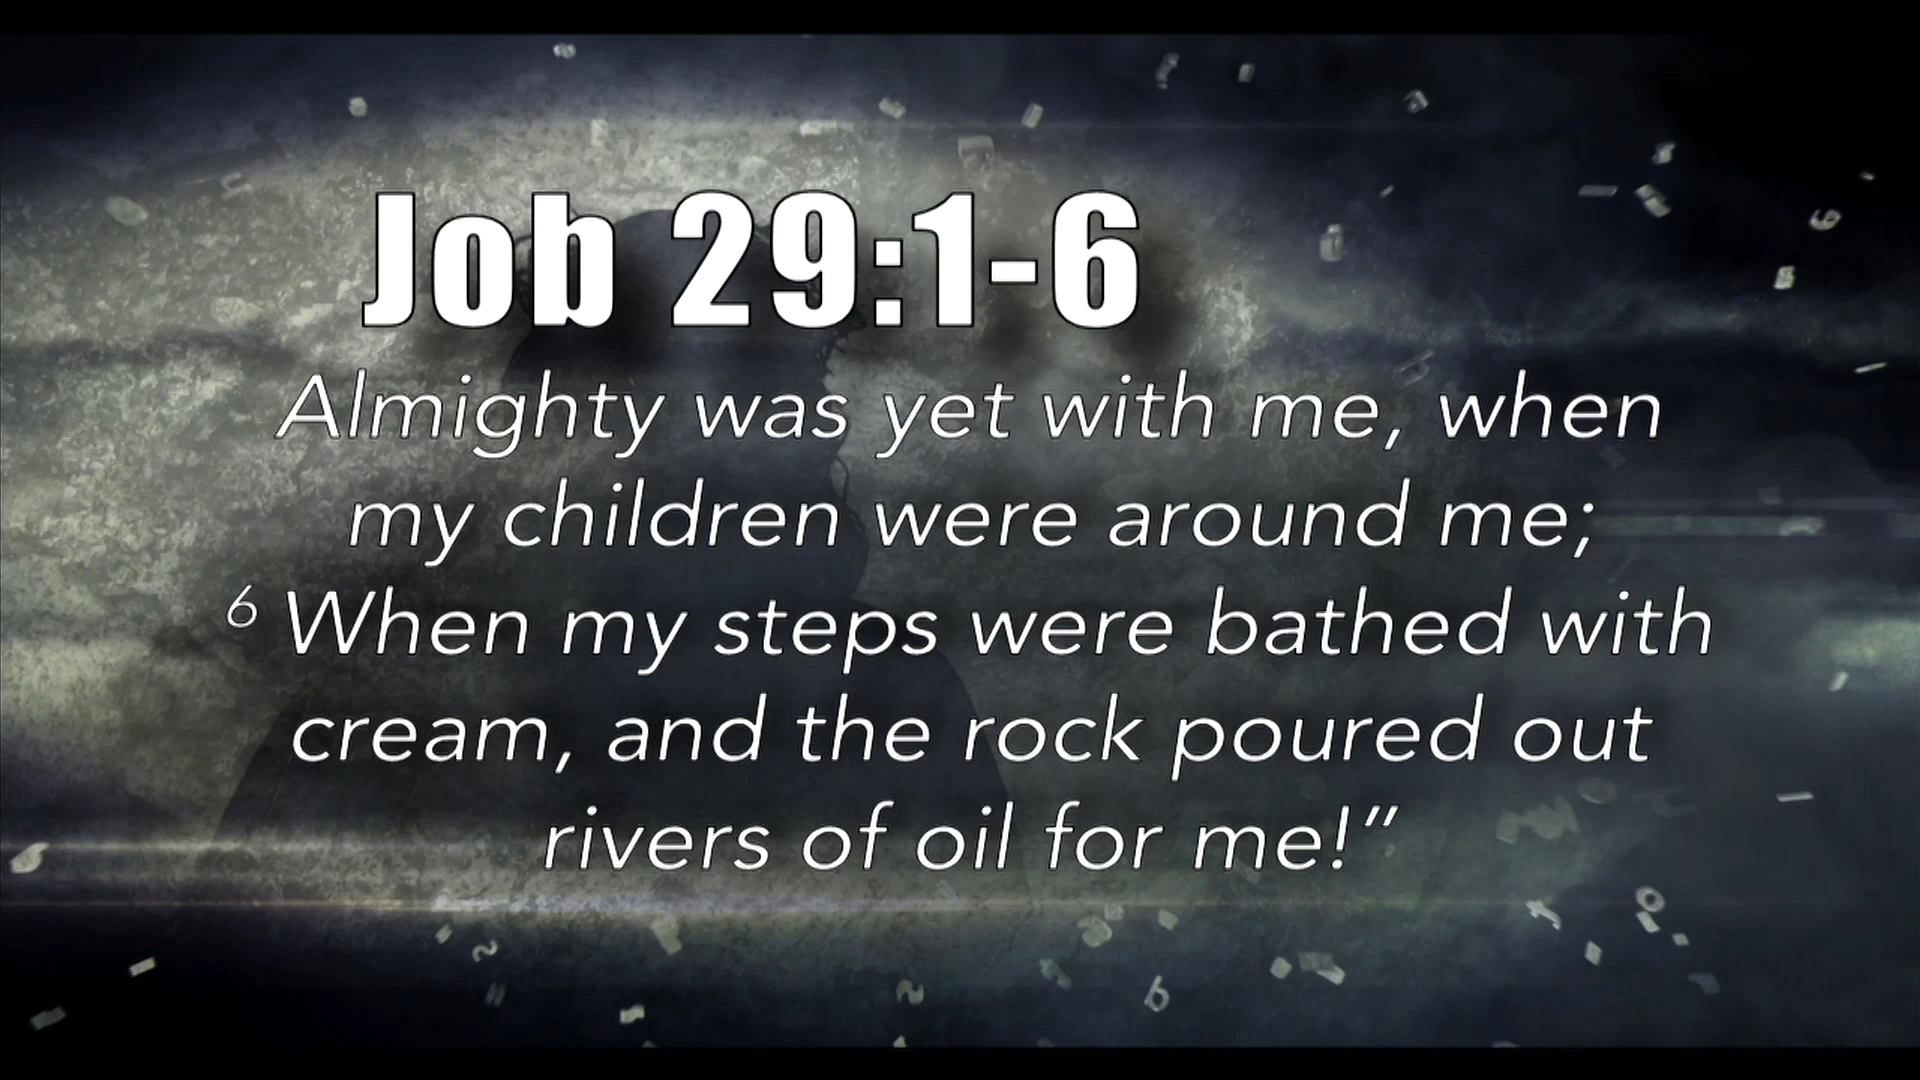 Job 29:1-6
Almighty was yet with me, when
my children were around me;
6 When my steps were bathed with
cream, and the rock poured out
rivers of oil for me!”